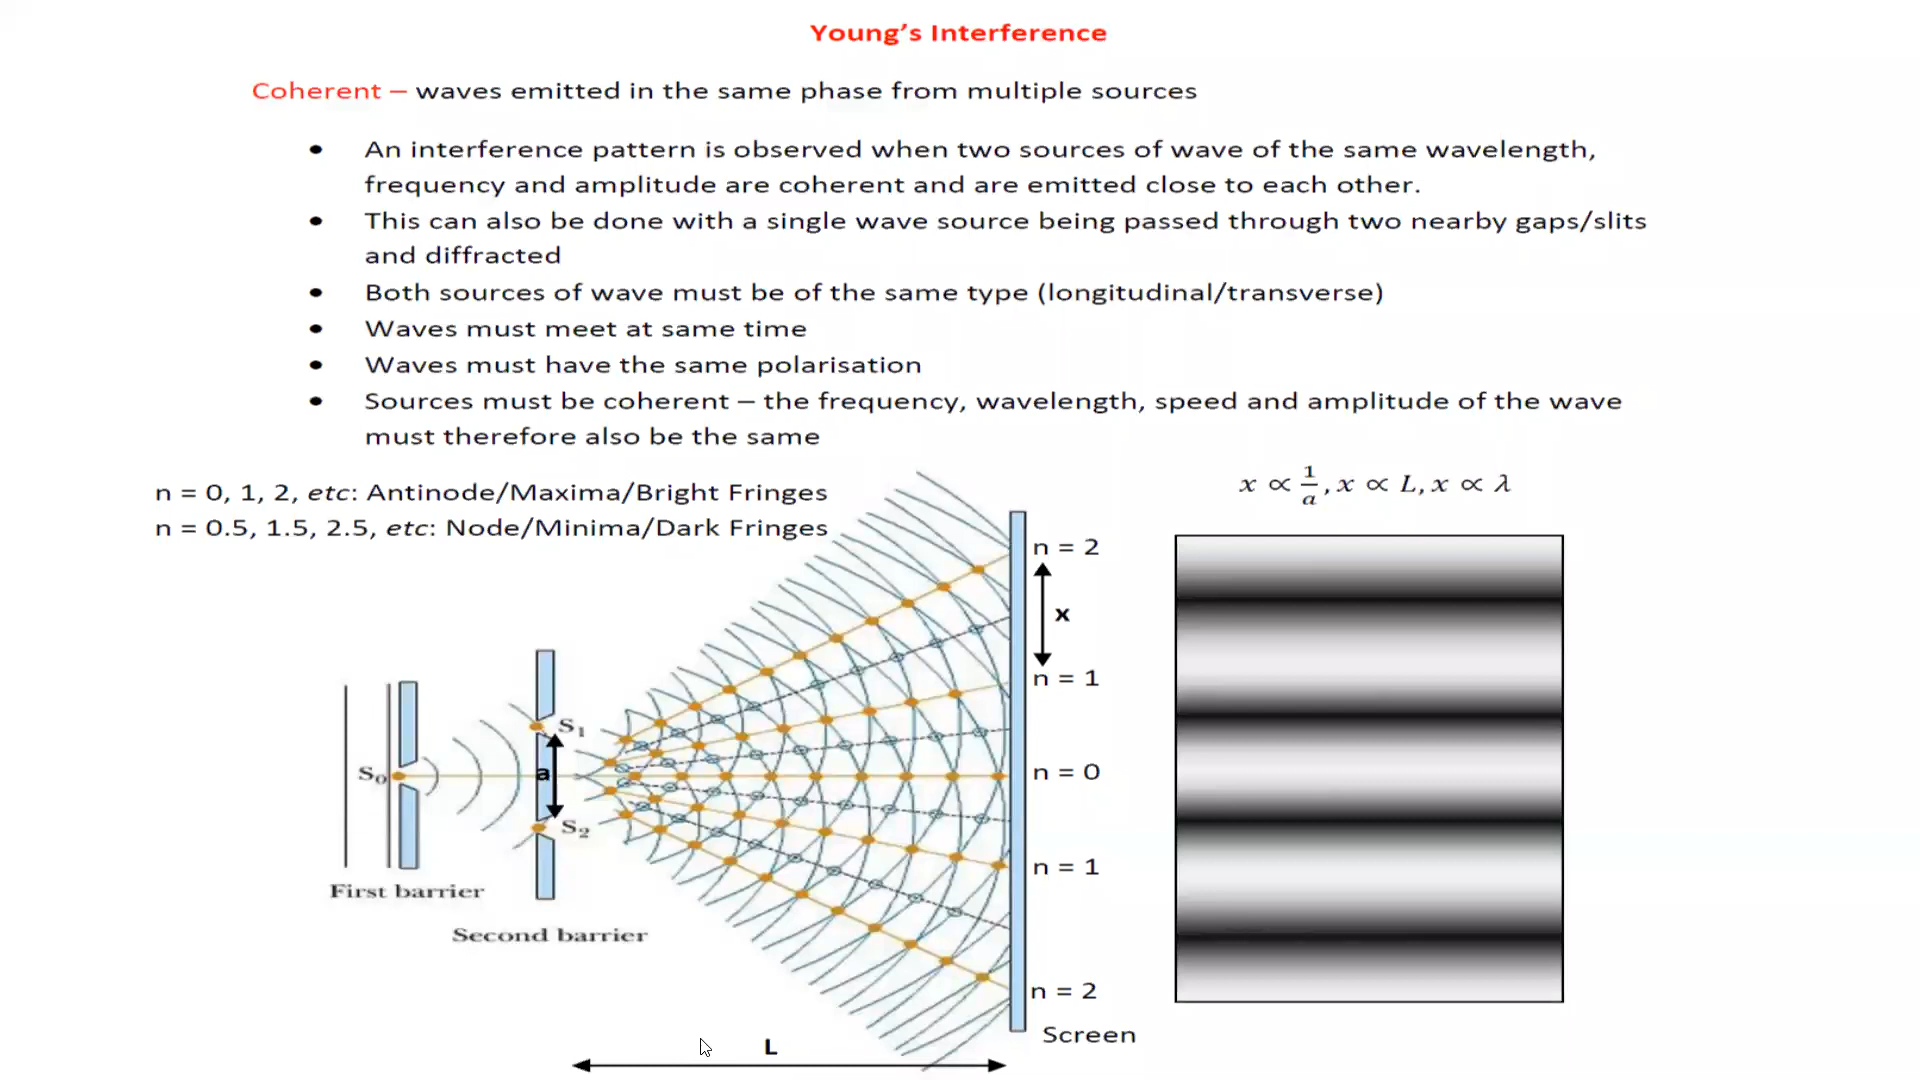 Young’s Interference
Coherent – waves emitted in the same phase from multiple sources
• An interference pattern is observed when two sources of wave of the same wavelength,
frequency and amplitude are coherent and are emitted close to each other.
• This can also be done with a single wave source being passed through two nearby gaps/slits
and diffracted
• Both sources of wave must be of the same type (longitudinal/transverse)
• Waves must meet at same time
• Waves must have the same polarisation
• Sources must be coherent – the frequency, wavelength, speed and amplitude of the wave
must therefore also be the same
n = 0, 1, 2, etc: Antinode/Maxima/Bright Fringes
n = 0.5, 1.5, 2.5, etc: Node/Minima/Dark Fringes
x ∝ 1/a, x ∝ L, x ∝ λ
n = 2
x
n = 1
S₁
S₀
a
n = 0
S₂
n = 1
First barrier
Second barrier
n = 2
Screen
L